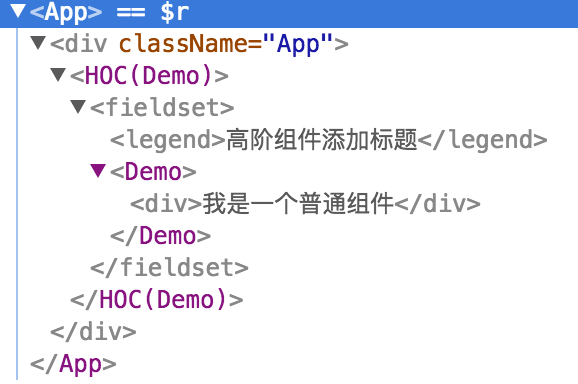 ▼<App> == $r
▼<div className="App">
▼<HOC(Demo)>
▼<fieldset>
<legend>高阶组件添加标题</legend>
▼<Demo>
<div>我是一个普通组件</div>
</Demo>
</fieldset>
</HOC(Demo)>
</div>
</App>